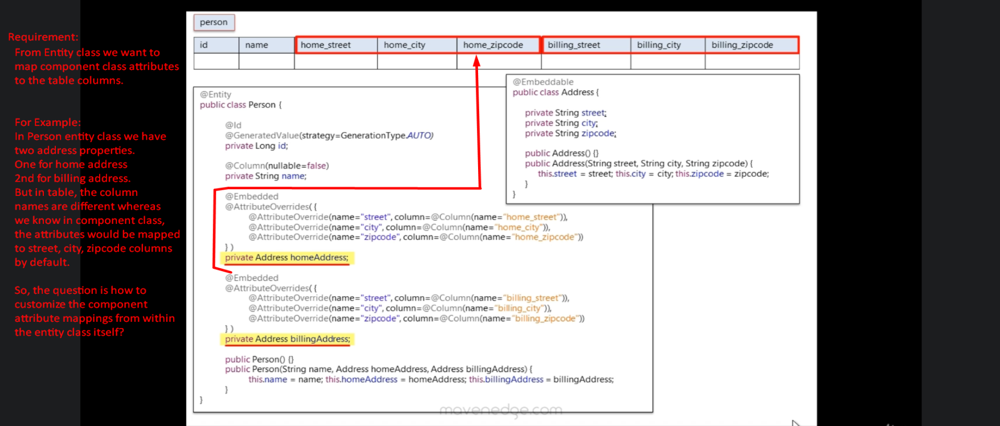 Requirement:
From Entity class we want to
map component class attributes
to the table columns.
For Example:
In Person entity class we have
two address properties.
One for home address
2nd for billing address.
But in table, the column
names are different whereas
we know in component class,
the attributes would be mapped
to street, city, zipcode columns
by default.
So, the question is how to
customize the component
attribute mappings from within
the entity class itself?
person
id name home_street home_city home_zipcode billing_street billing_city billing_zipcode
@Entity
public class Person {
@Id
@GeneratedValue(strategy=GenerationType.AUTO)
private Long id;
@Column(nullable=false)
private String name;
@Embedded
@AttributeOverrides({
@AttributeOverride(name="street", column=@Column(name="home_street")),
@AttributeOverride(name="city", column=@Column(name="home_city")),
@AttributeOverride(name="zipcode", column=@Column(name="home_zipcode"))
})
private Address homeAddress;
@Embedded
@AttributeOverrides({
@AttributeOverride(name="street", column=@Column(name="billing_street")),
@AttributeOverride(name="city", column=@Column(name="billing_city")),
@AttributeOverride(name="zipcode", column=@Column(name="billing_zipcode"))
})
private Address billingAddress;
public Person() {}
public Person(String name, Address homeAddress, Address billingAddress) {
this.name = name; this.homeAddress = homeAddress; this.billingAddress = billingAddress;
}
}
@Embeddable
public class Address {
private String street;
private String city;
private String zipcode;
public Address() {}
public Address(String street, String city, String zipcode) {
this.street = street; this.city = city; this.zipcode = zipcode;
}
}
mavenedge.com